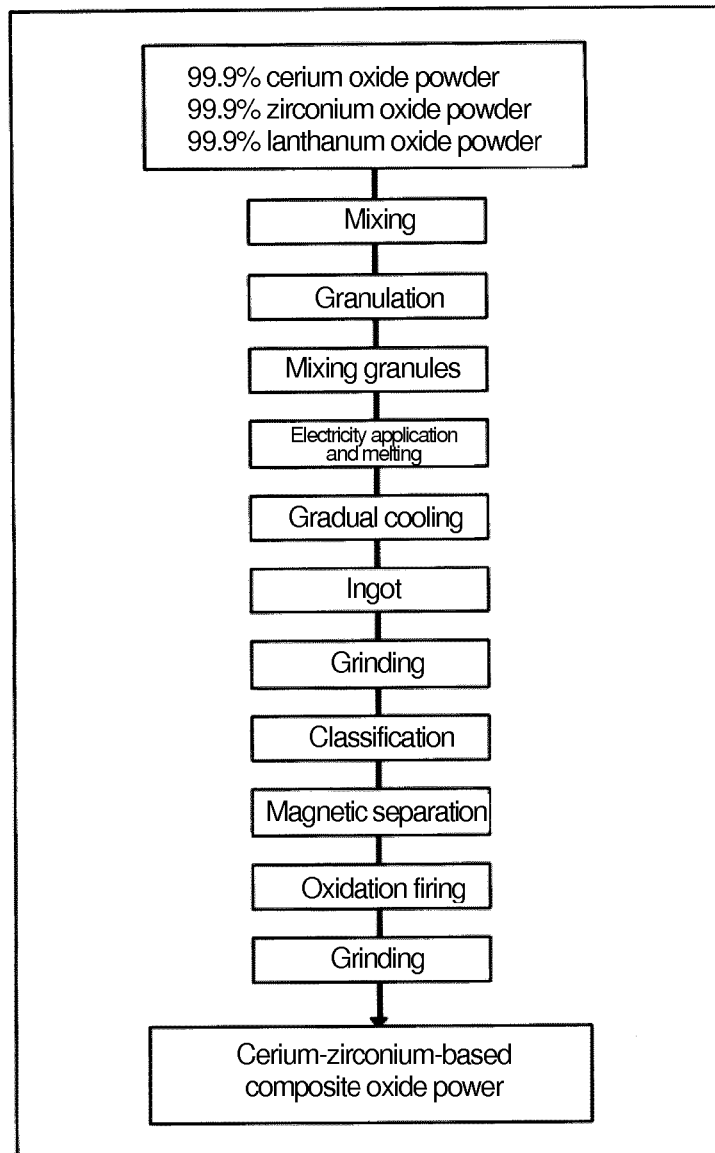 99.9% cerium oxide powder
99.9% zirconium oxide powder
99.9% lanthanum oxide powder
Mixing
Granulation
Mixing granules
Electricity application
and melting
Gradual cooling
Ingot
Grinding
Classification
Magnetic separation
Oxidation firing
Grinding
Cerium-zirconium-based
composite oxide power